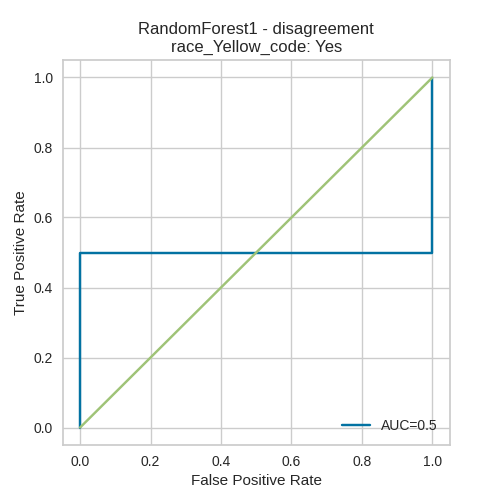 RandomForest1 - disagreement
race_Yellow_code: Yes
True Positive Rate
1.0
0.8
0.6
0.4
0.2
0.0
AUC=0.5
0.0 0.2 0.4 0.6 0.8 1.0
False Positive Rate